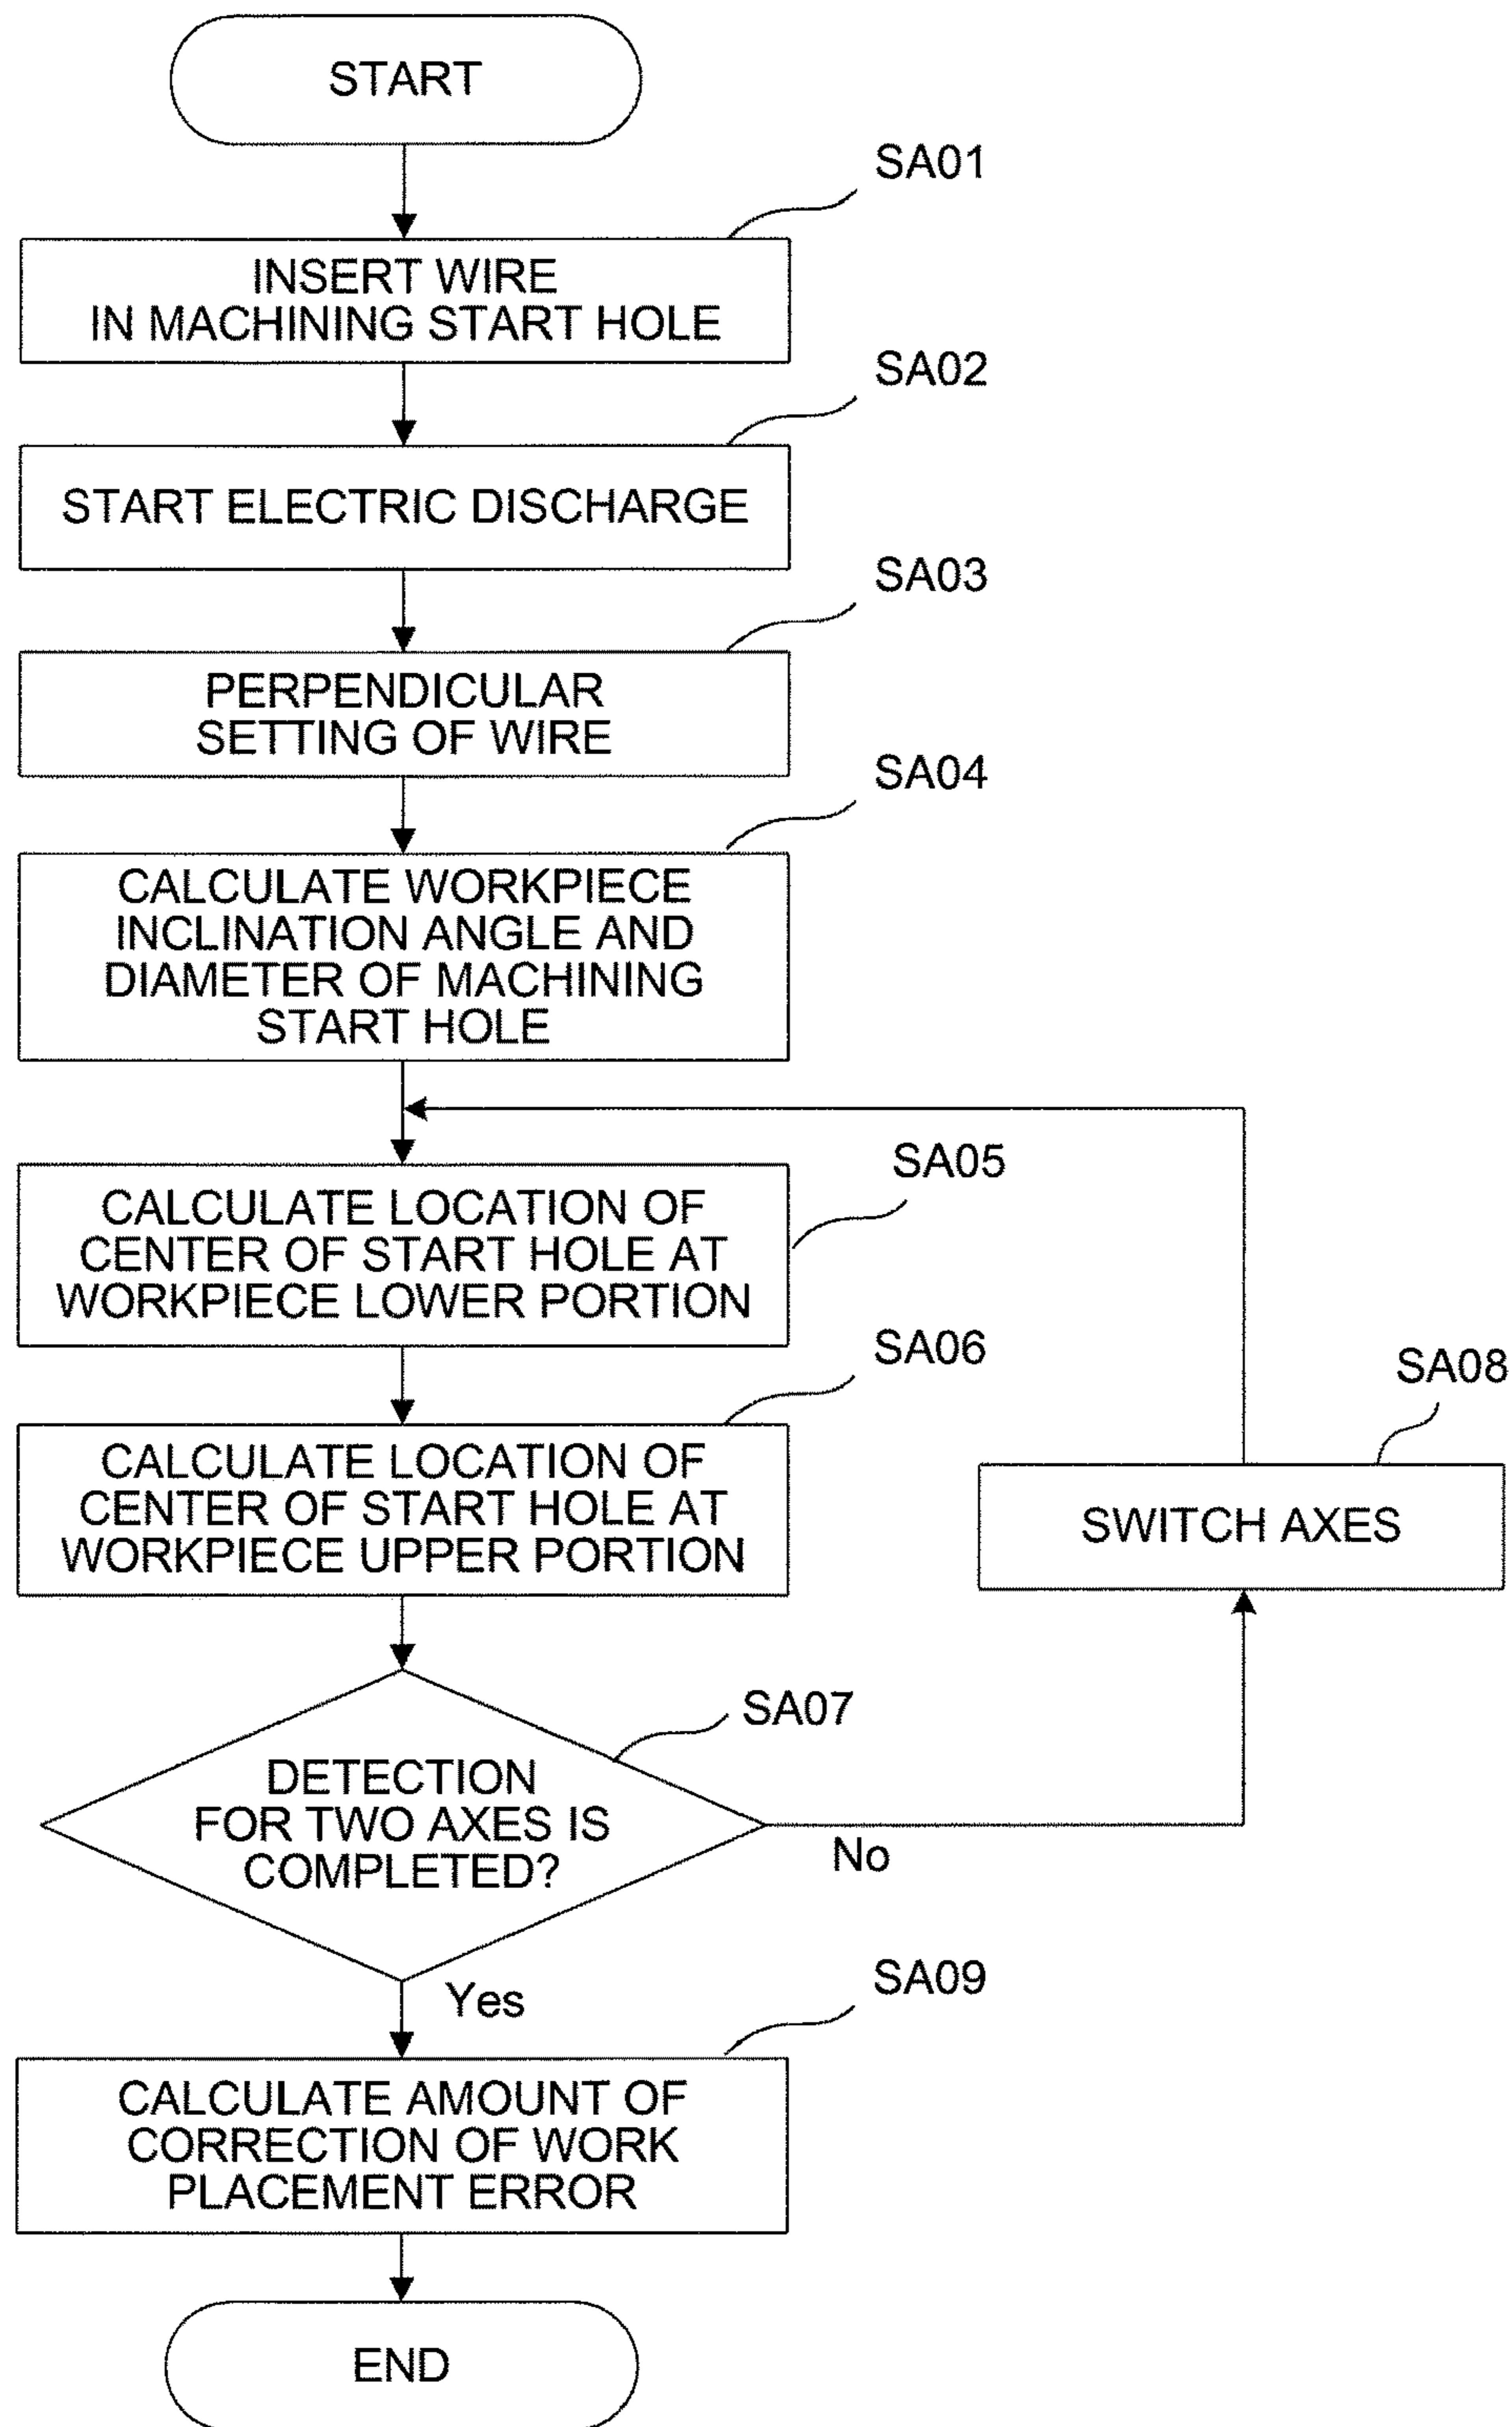 START
SA01
INSERT WIRE
IN MACHINING START HOLE
SA02
START ELECTRIC DISCHARGE
SA03
PERPENDICULAR
SETTING OF WIRE
SA04
CALCULATE WORKPIECE
INCLINATION ANGLE AND
DIAMETER OF MACHINING
START HOLE
SA05
CALCULATE LOCATION OF
CENTER OF START HOLE AT
WORKPIECE LOWER PORTION
SA06
CALCULATE LOCATION OF
CENTER OF START HOLE AT
WORKPIECE UPPER PORTION
SA08
SWITCH AXES
SA07
DETECTION
FOR TWO AXES IS
COMPLETED?
No
Yes
SA09
CALCULATE AMOUNT OF
CORRECTION OF WORK
PLACEMENT ERROR
END